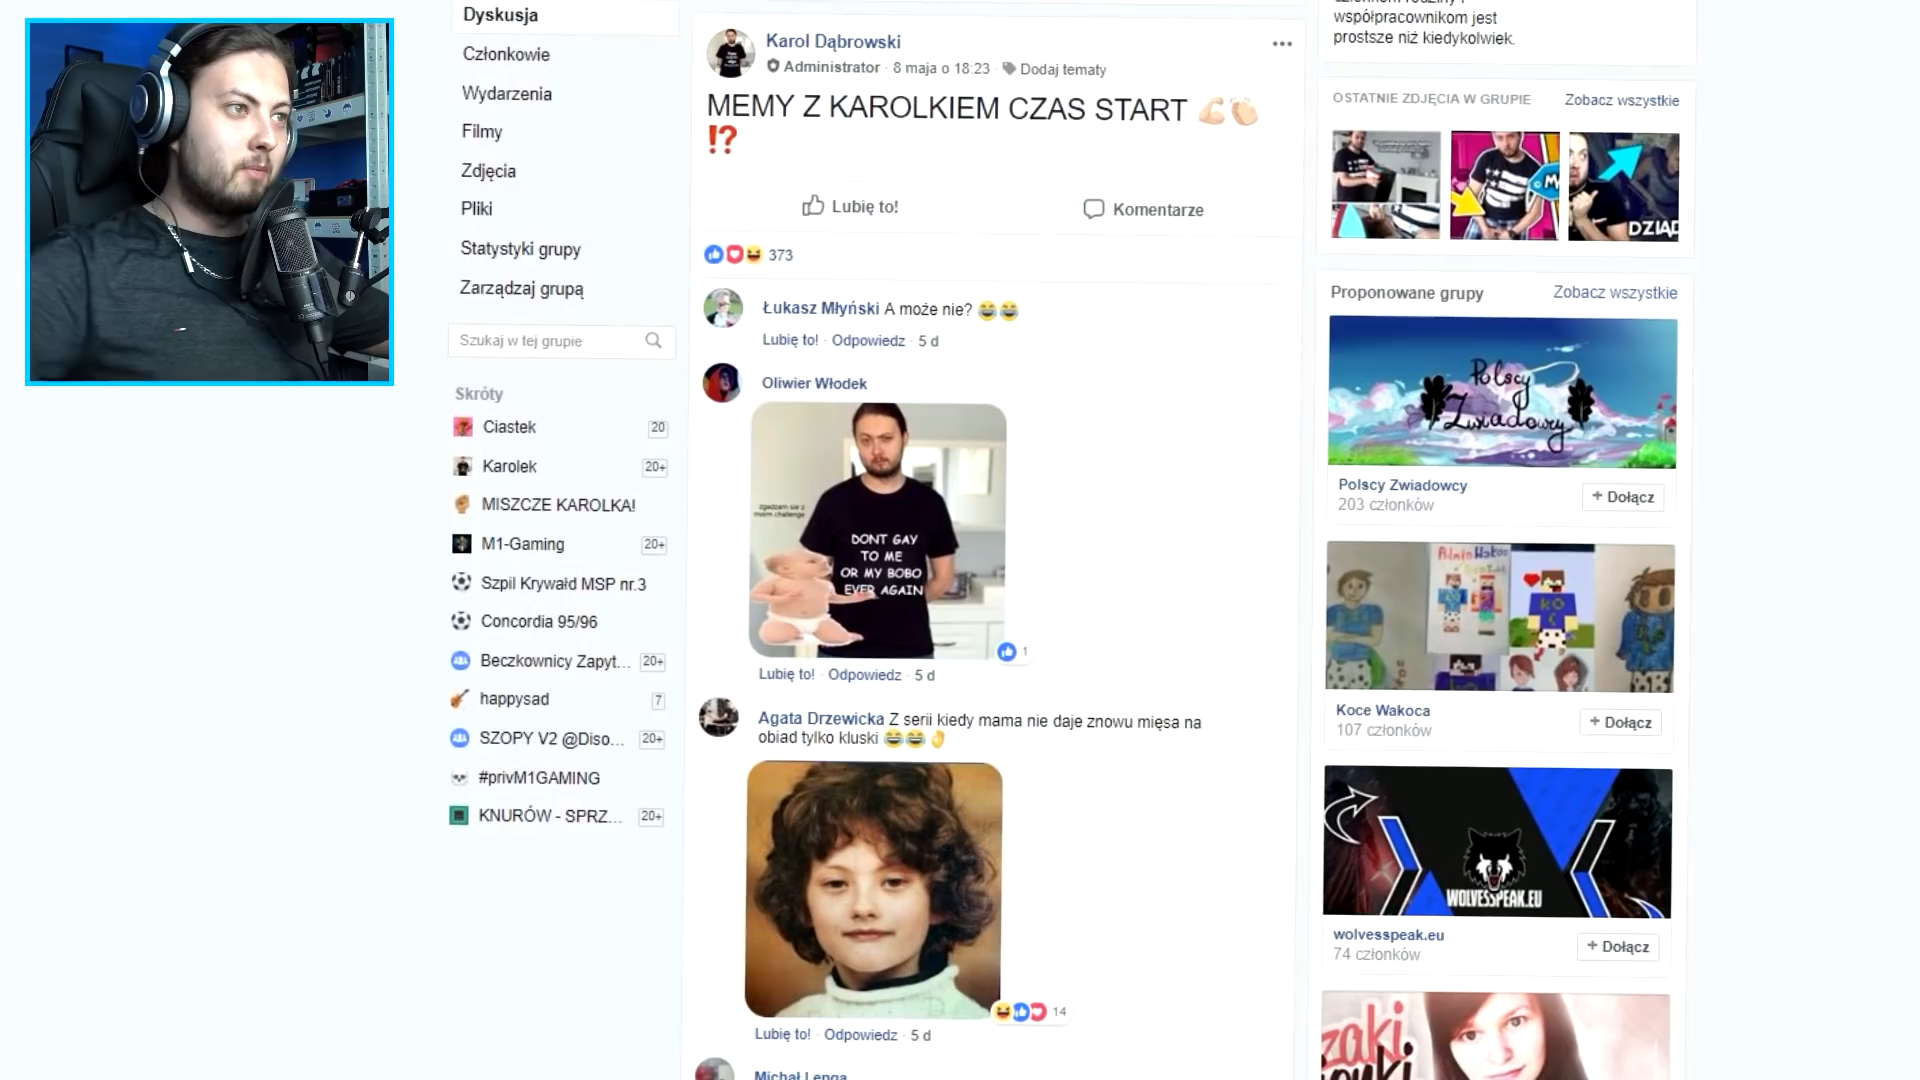 Dyskusja
Członkowie
Wydarzenia
Filmy
Zdjęcia
Pliki
Statystyki grupy
Zarządzaj grupą
Szukaj w tej grupie
Skróty
Ciastek 20
Karolek 20+
MISZCZE KAROLKA!
M1-Gaming 20+
Szpil Krywałd MSP nr.3
Concordia 95/96
Beczkownicy Zapyt... 20+
happysad 7
SZOPY V2 @Diso... 20+
#privM1GAMING
KNURÓW - SPRZ... 20+
Karol Dąbrowski
Administrator · 8 maja o 18:23 · Dodaj tematy
MEMY Z KAROLKIEM CZAS START 💪🏻👏🏻
⁉️
Lubię to! Komentarze
373
Łukasz Młyński A może nie? 😂😂
Lubię to! · Odpowiedz · 5 d
Oliwier Włodek
zgadzam sie z
moim challenge
DONT GAY
TO ME
OR MY BOBO
EVER AGAIN
1
Lubię to! · Odpowiedz · 5 d
Agata Drzewicka Z serii kiedy mama nie daje znowu mięsa na
obiad tylko kluski 😂😂👌
14
Lubię to! · Odpowiedz · 5 d
Michał Lenga
współpracownikom jest
prostsze niż kiedykolwiek.
OSTATNIE ZDJĘCIA W GRUPIE Zobacz wszystkie
DZIAD
Proponowane grupy Zobacz wszystkie
Polscy
Zwiadowcy
Polscy Zwiadowcy
203 członków
+ Dołącz
Koce Wakoca
107 członków
+ Dołącz
WOLVESSPEAK.EU
wolvesspeak.eu
74 członków
+ Dołącz